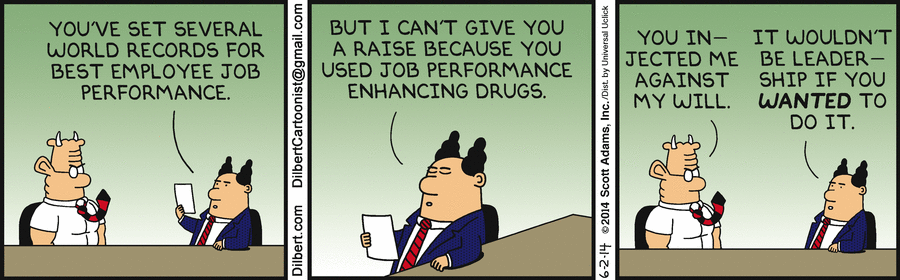 YOU'VE SET SEVERAL
WORLD RECORDS FOR
BEST EMPLOYEE JOB
PERFORMANCE.
Dilbert.com DilbertCartoonist@gmail.com
BUT I CAN'T GIVE YOU
A RAISE BECAUSE YOU
USED JOB PERFORMANCE
ENHANCING DRUGS.
6-2-14 ©2014 Scott Adams, Inc./Dist. by Universal Uclick
YOU IN-
JECTED ME
AGAINST
MY WILL.
IT WOULDN'T
BE LEADER-
SHIP IF YOU
WANTED TO
DO IT.